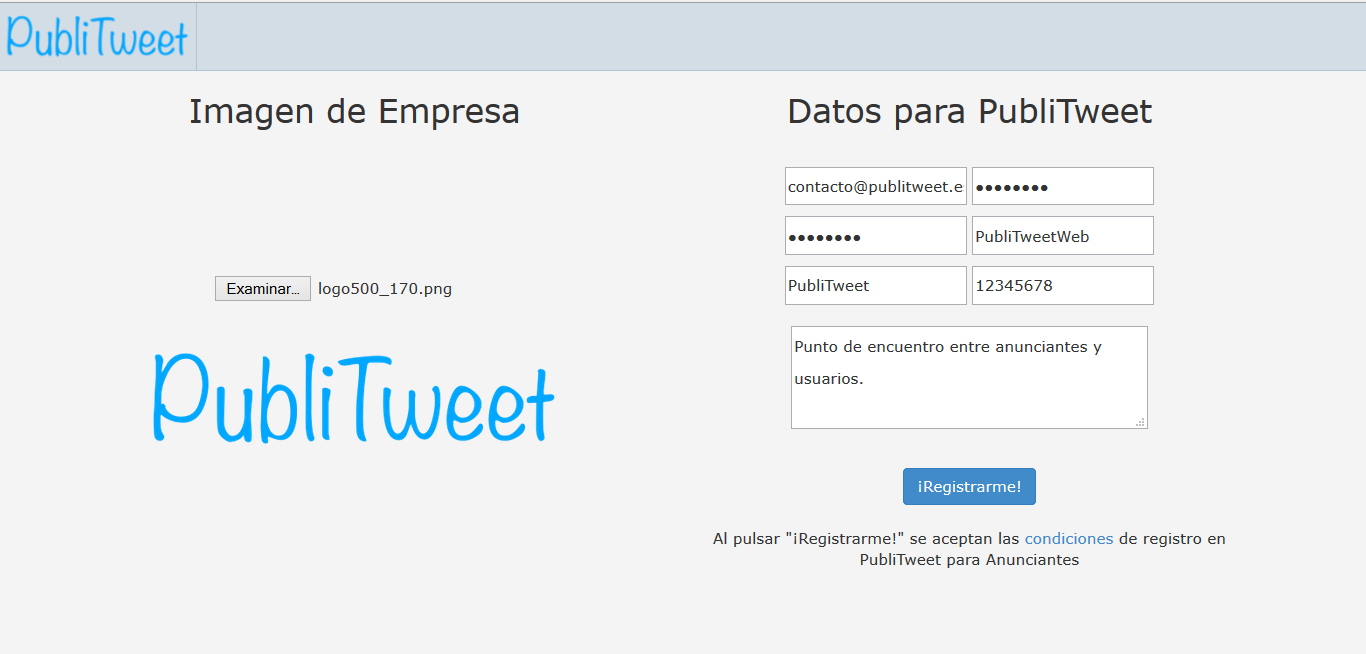 PubliTweet
Imagen de Empresa
Examinar... logo500_170.png
PubliTweet
Datos para PubliTweet
contacto@publitweet.e
●●●●●●●●
●●●●●●●●
PubliTweetWeb
PubliTweet
12345678
Punto de encuentro entre anunciantes y
usuarios.
¡Registrarme!
Al pulsar "¡Registrarme!" se aceptan las condiciones de registro en
PubliTweet para Anunciantes